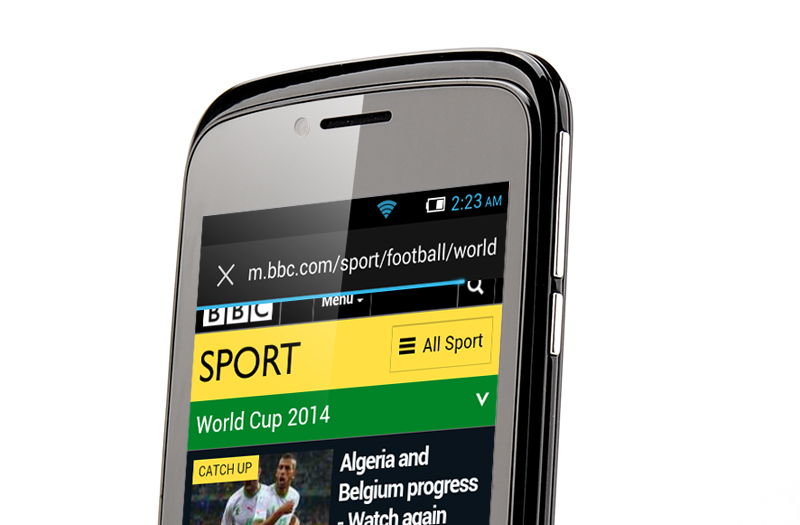 2:23 AM
m.bbc.com/sport/football/world
BBC
Menu
SPORT
All Sport
World Cup 2014
CATCH UP
Algeria and
Belgium progress
- Watch again